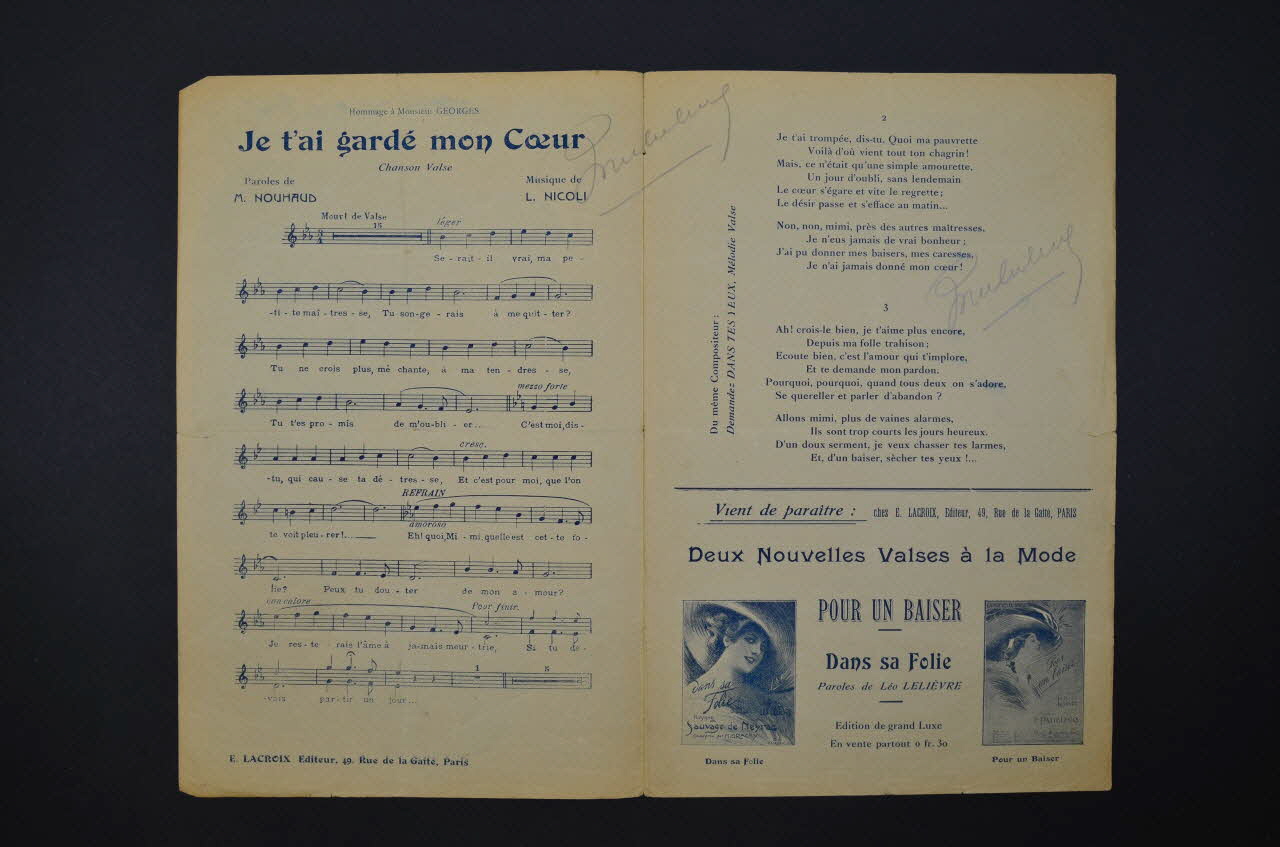 Hommage à Monsieur GEORGES
Je t'ai gardé mon Cœur
Chanson Valse
Paroles de
M. NOUHAUD
Musique de
L. NICOLI
Mouvt de Valse
15
léger
Se-rait-il vrai, ma pe-
-ti-te maî-tres-se, Tu son-ge-rais à me quit-ter?
Tu ne crois plus, mé chante, à ma ten-dres-se,
mezzo forte
Tu t'es pro-mis de m'ou-bli-er... C'est moi, dis-
cresc.
-tu, qui cau-se ta dé-tres-se, Et c'est pour moi, que l'on
REFRAIN
amoroso
te voit pleu-rer!... Eh! quoi, Mi-mi quelle est cet-te fo-
lie? Peux tu dou-ter de mon a-mour?
con calore
Pour finir.
Je res-te rais l'âme à ja-mais meur-trie, Si tu de-
1
5
-vais par-tir un jour...
E. LACROIX Editeur, 49, Rue de la Gaîté, Paris
Du même Compositeur:
Demandez DANS TES YEUX, Mélodie Valse
2
Je t'ai trompée, dis-tu. Quoi ma pauvrette
Voilà d'où vient tout ton chagrin!
Mais, ce n'était qu'une simple amourette,
Un jour d'oubli, sans lendemain
Le cœur s'égare et vite le regrette;
Le désir passe et s'efface au matin...
Non, non, mimi, près des autres maîtresses,
Je n'eus jamais de vrai bonheur;
J'ai pu donner mes baisers, mes caresses,
Je n'ai jamais donné mon cœur!
3
Ah! crois-le bien, je t'aime plus encore,
Depuis ma folle trahison;
Ecoute bien, c'est l'amour qui t'implore,
Et te demande mon pardon.
Pourquoi, pourquoi, quand tous deux on s'adore,
Se quereller et parler d'abandon ?
Allons mimi, plus de vaines alarmes,
Ils sont trop courts les jours heureux.
D'un doux serment, je veux chasser tes larmes,
Et, d'un baiser, sècher tes yeux !...
Vient de paraître : chez E. LACROIX, Editeur, 49, Rue de la Gaîté, PARIS
Deux Nouvelles Valses à la Mode
POUR UN BAISER
Dans sa Folie
Paroles de Léo LELIÈVRE
Edition de grand Luxe
En vente partout 0 fr. 30
Dans sa
Folie
Sauvage de Neyrac
Dans sa Folie
Pour
un baiser
Pour un Baiser